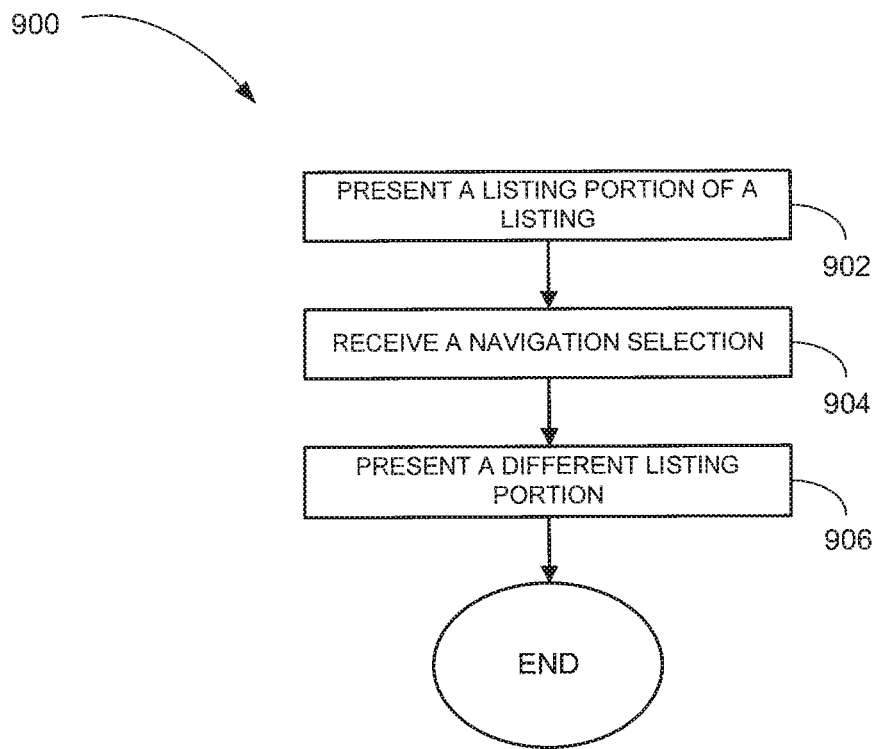 900
PRESENT A LISTING PORTION OF A
LISTING
902
RECEIVE A NAVIGATION SELECTION
904
PRESENT A DIFFERENT LISTING
PORTION
906
END